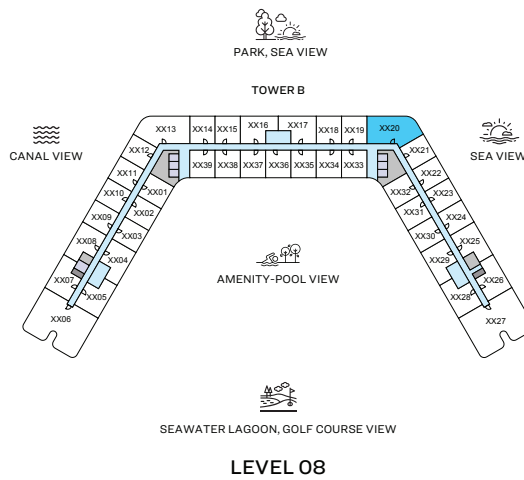 PARK, SEA VIEW
TOWER B
XX13 XX14 XX15 XX16 XX17 XX18 XX19 XX20
CANAL VIEW
SEA VIEW
XX12 XX21
XX39 XX38 XX37 XX36 XX35 XX34 XX33
XX11 XX01 XX32 XX22
XX10 XX02 XX31 XX23
XX09 XX03 XX30 XX24
XX08 XX04 XX29 XX25
XX07 XX05 XX28 XX26
XX06 XX27
AMENITY-POOL VIEW
SEAWATER LAGOON, GOLF COURSE VIEW
LEVEL 08